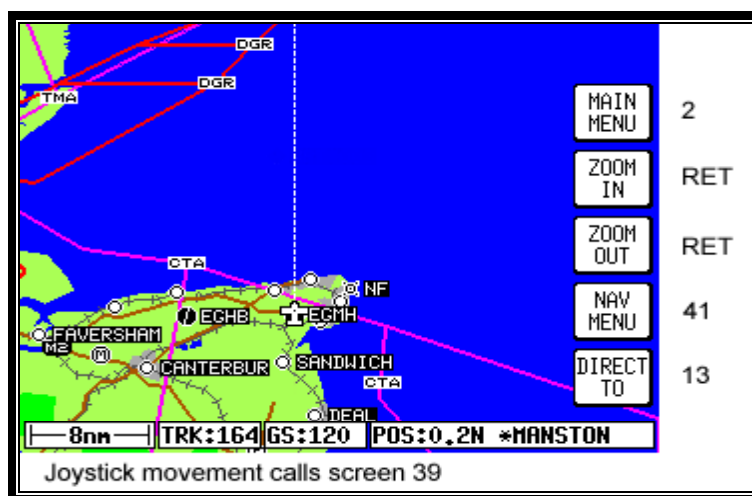 DGR
DGR
TMA
MAIN MENU 2
ZOOM IN RET
ZOOM OUT RET
CTA
NF
NAV MENU 41
EGHB
EGMH
FAVERSHAM
M2
M
CANTERBUR
SANDWICH
DIRECT TO 13
CTA
DEAL
8nm TRK:164 GS:120 POS:0.2N *MANSTON
Joystick movement calls screen 39